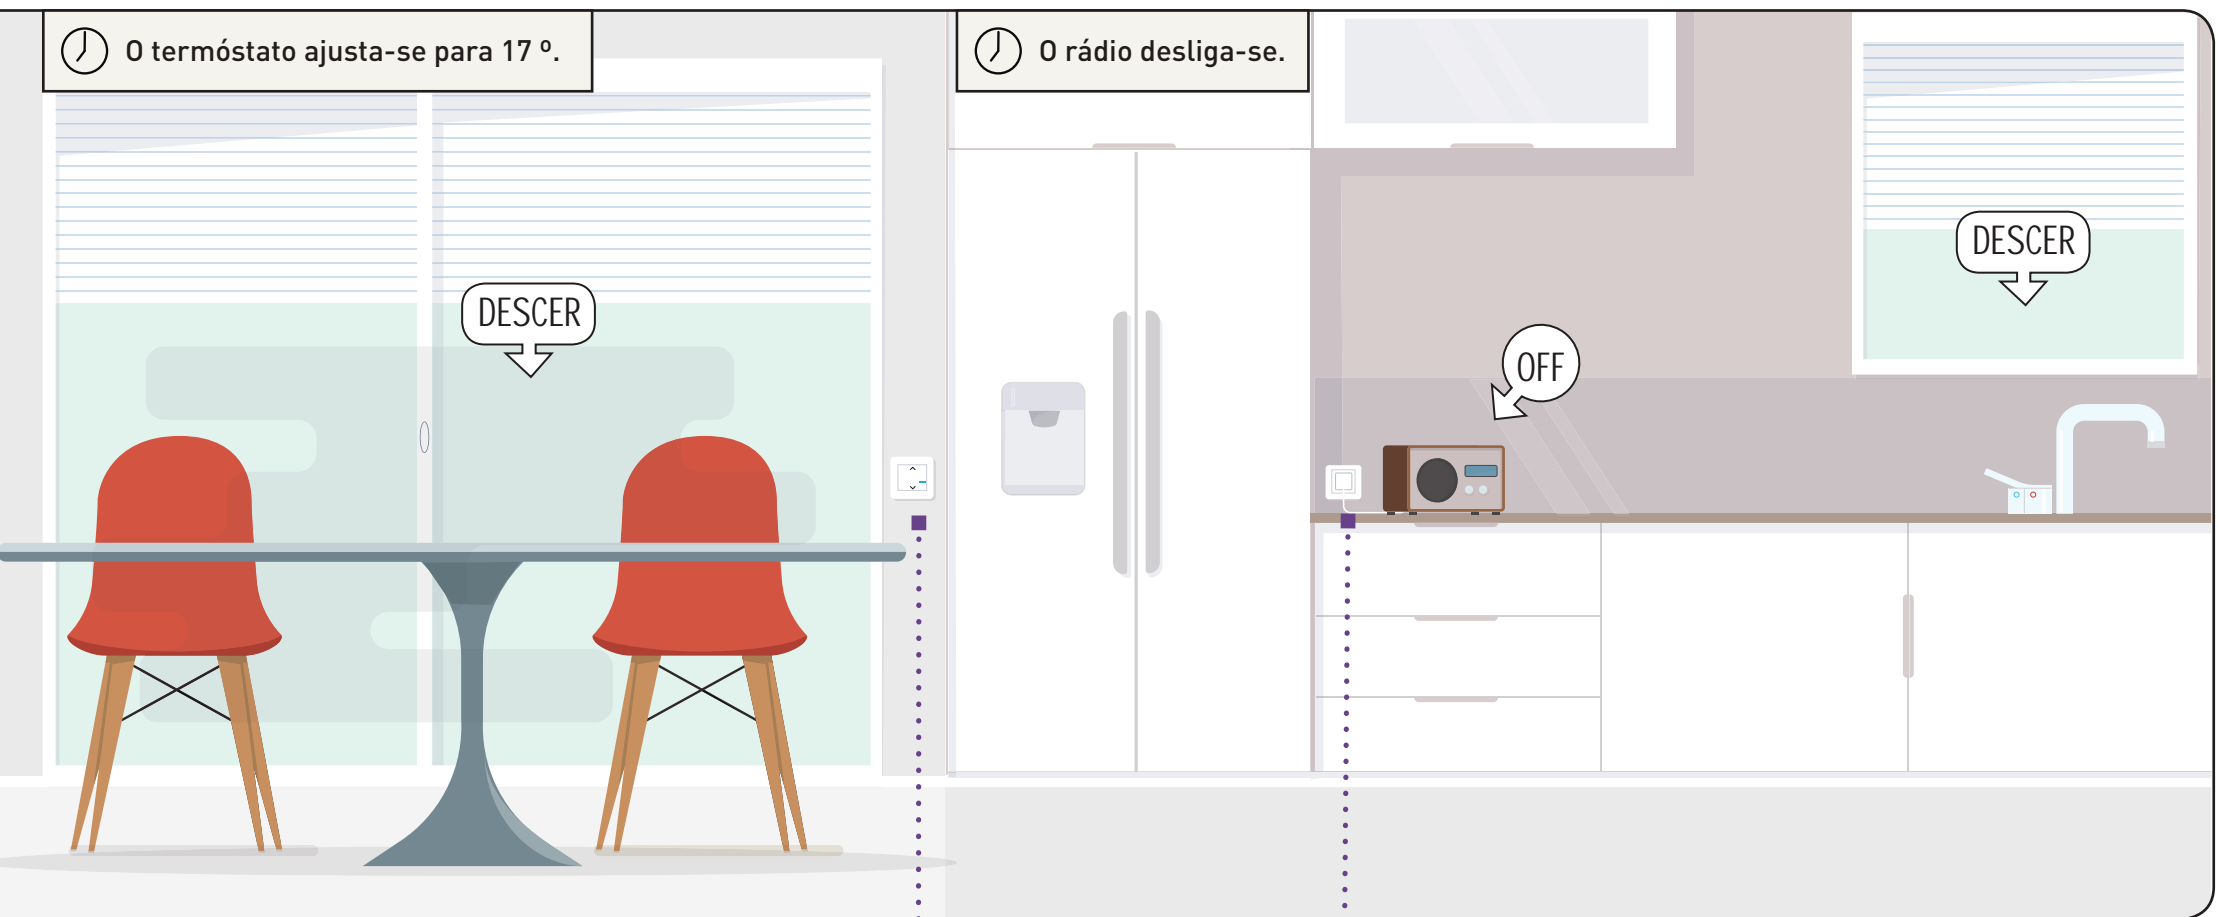 O termóstato ajusta-se para 17 º.
O rádio desliga-se.
DESCER
DESCER
OFF